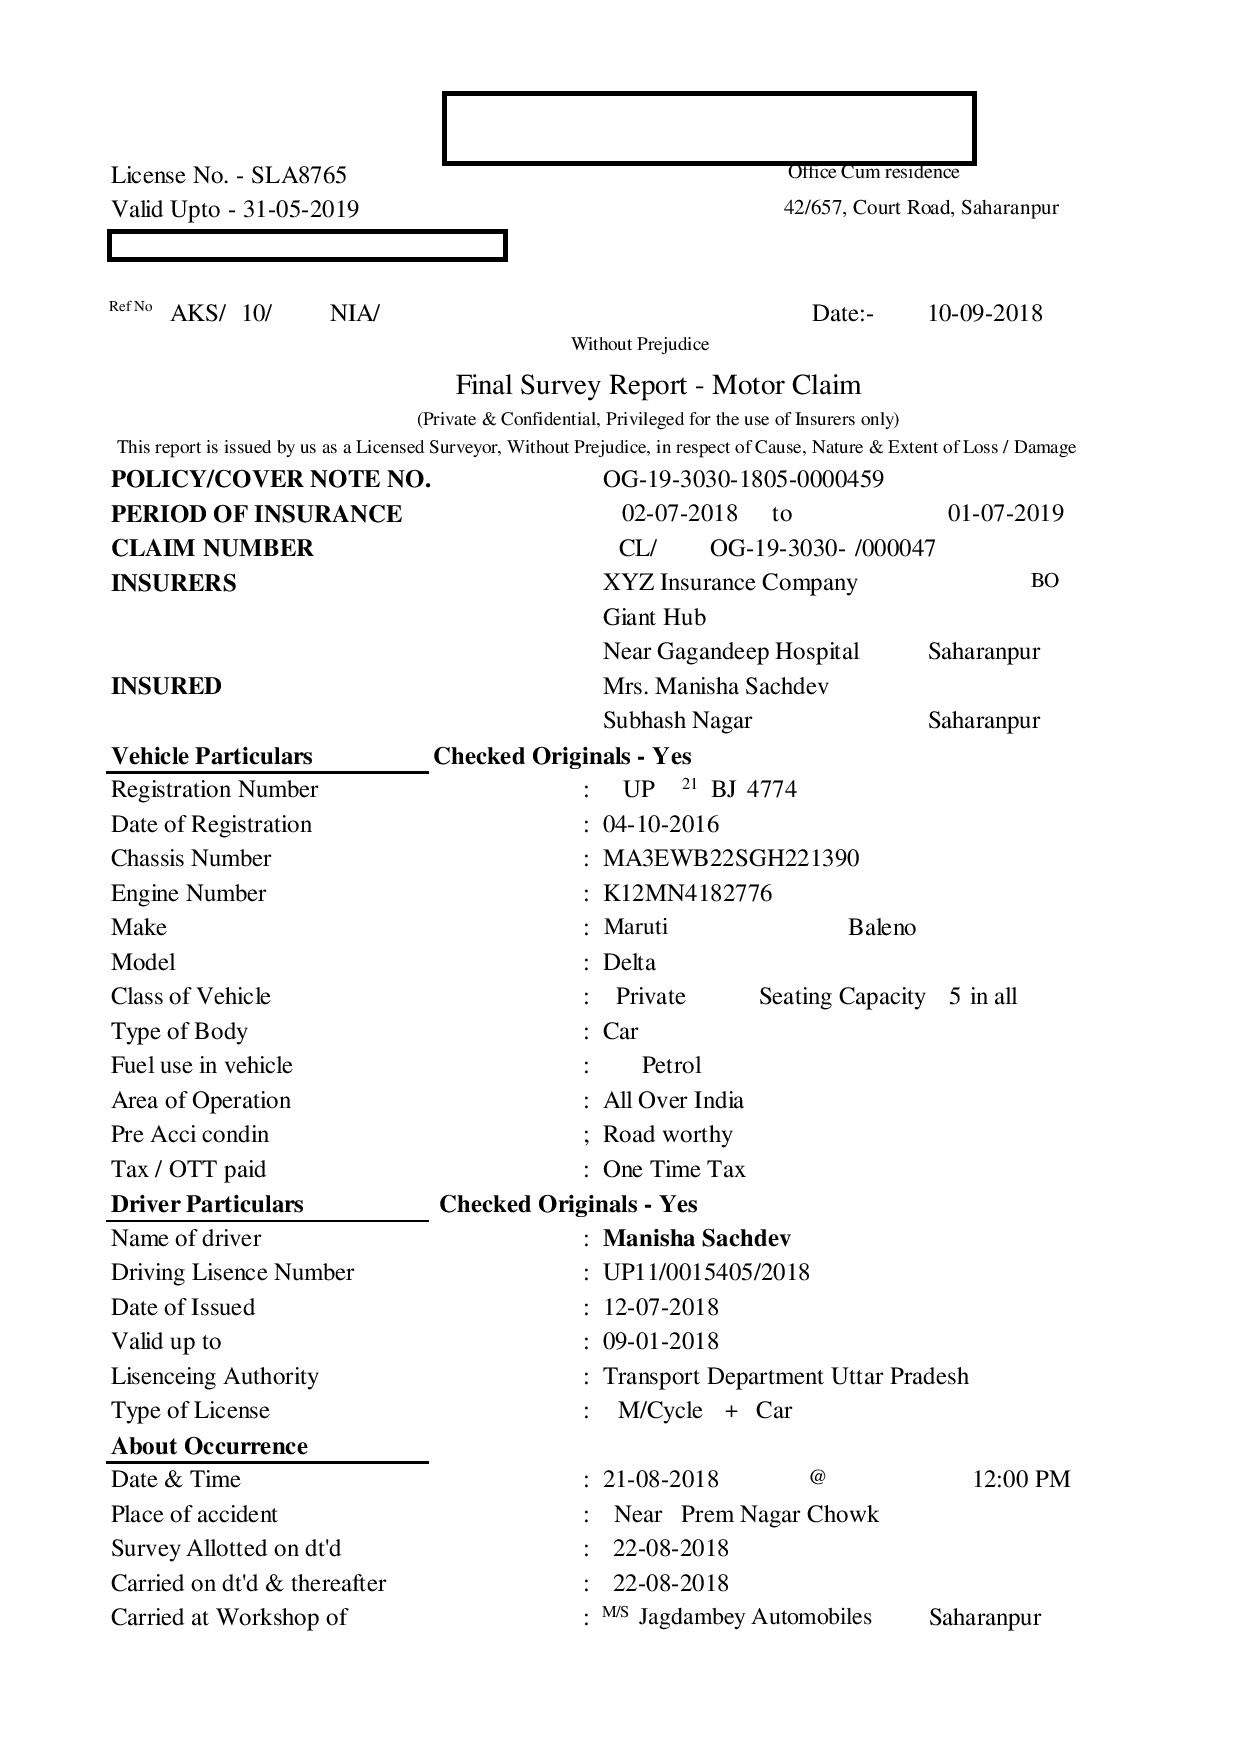 Office Cum residence
License No. - SLA8765
Valid Upto - 31-05-2019 42/657, Court Road, Saharanpur
Ref No AKS/ 10/ NIA/ Date:- 10-09-2018
Without Prejudice
Final Survey Report - Motor Claim
(Private & Confidential, Privileged for the use of Insurers only)
This report is issued by us as a Licensed Surveyor, Without Prejudice, in respect of Cause, Nature & Extent of Loss / Damage
POLICY/COVER NOTE NO. OG-19-3030-1805-0000459
PERIOD OF INSURANCE 02-07-2018 to 01-07-2019
CLAIM NUMBER CL/ OG-19-3030- /000047
INSURERS XYZ Insurance Company BO
Giant Hub
Near Gagandeep Hospital Saharanpur
INSURED Mrs. Manisha Sachdev
Subhash Nagar Saharanpur
Vehicle Particulars Checked Originals - Yes
Registration Number : UP 21 BJ 4774
Date of Registration : 04-10-2016
Chassis Number : MA3EWB22SGH221390
Engine Number : K12MN4182776
Make : Maruti Baleno
Model : Delta
Class of Vehicle : Private Seating Capacity 5 in all
Type of Body : Car
Fuel use in vehicle : Petrol
Area of Operation : All Over India
Pre Acci condin ; Road worthy
Tax / OTT paid : One Time Tax
Driver Particulars Checked Originals - Yes
Name of driver : Manisha Sachdev
Driving Lisence Number : UP11/0015405/2018
Date of Issued : 12-07-2018
Valid up to : 09-01-2018
Lisenceing Authority : Transport Department Uttar Pradesh
Type of License : M/Cycle + Car
About Occurrence
Date & Time : 21-08-2018 @ 12:00 PM
Place of accident : Near Prem Nagar Chowk
Survey Allotted on dt'd : 22-08-2018
Carried on dt'd & thereafter : 22-08-2018
Carried at Workshop of : M/S Jagdambey Automobiles Saharanpur